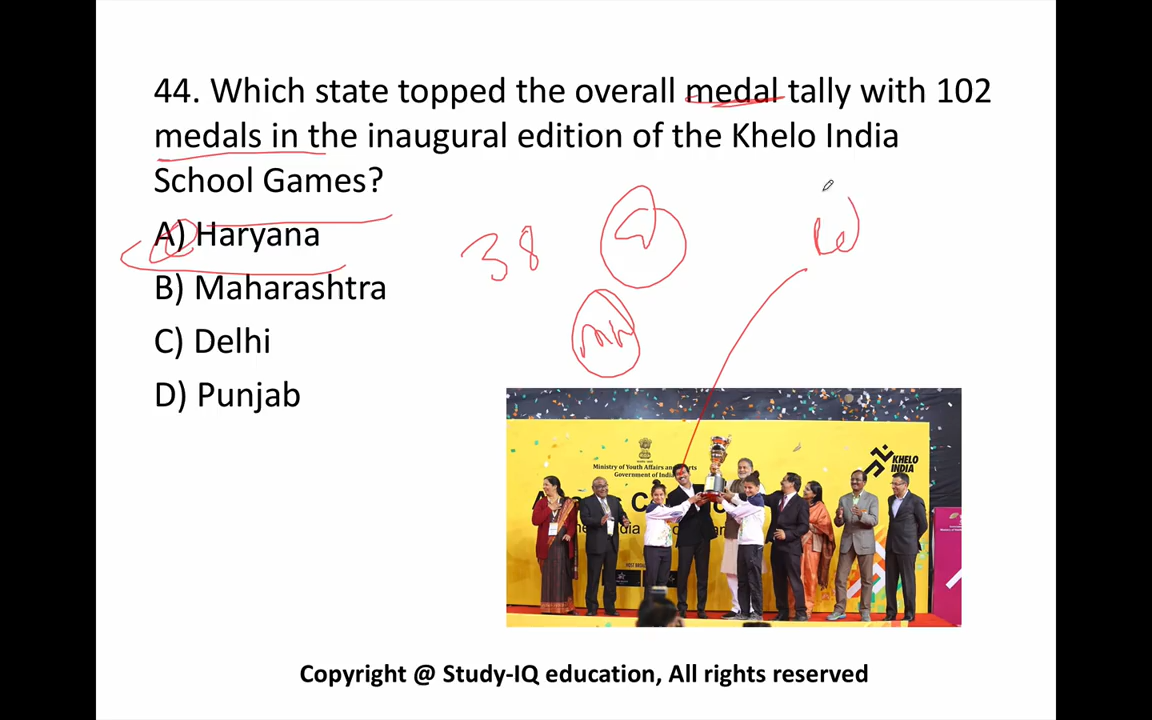 44. Which state topped the overall medal tally with 102
medals in the inaugural edition of the Khelo India
School Games?
A) Haryana
B) Maharashtra
C) Delhi
D) Punjab
38
Ministry of Youth Affairs and
Government of India
KHELO
INDIA
Copyright @ Study-IQ education, All rights reserved